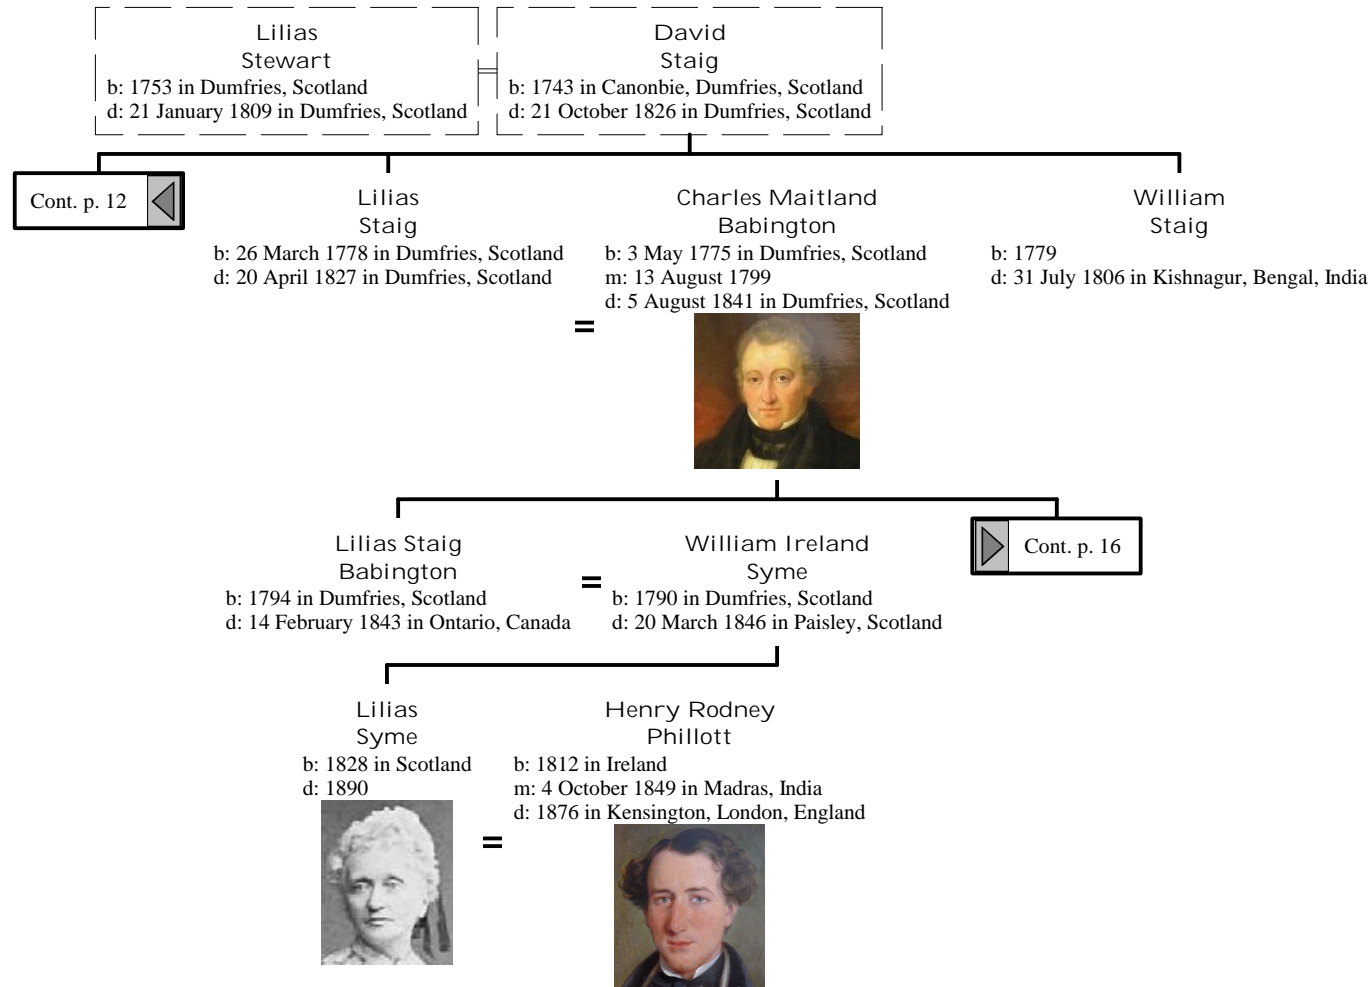 Lilias
Stewart
b: 1753 in Dumfries, Scotland
d: 21 January 1809 in Dumfries, Scotland
David
Staig
b: 1743 in Canonbie, Dumfries, Scotland
d: 21 October 1826 in Dumfries, Scotland
Cont. p. 12
Lilias
Staig
b: 26 March 1778 in Dumfries, Scotland
d: 20 April 1827 in Dumfries, Scotland
=
Charles Maitland
Babington
b: 3 May 1775 in Dumfries, Scotland
m: 13 August 1799
d: 5 August 1841 in Dumfries, Scotland
William
Staig
b: 1779
d: 31 July 1806 in Kishnagur, Bengal, India
Lilias Staig
Babington
b: 1794 in Dumfries, Scotland
d: 14 February 1843 in Ontario, Canada
=
William Ireland
Syme
b: 1790 in Dumfries, Scotland
d: 20 March 1846 in Paisley, Scotland
Cont. p. 16
Lilias
Syme
b: 1828 in Scotland
d: 1890
=
Henry Rodney
Phillott
b: 1812 in Ireland
m: 4 October 1849 in Madras, India
d: 1876 in Kensington, London, England